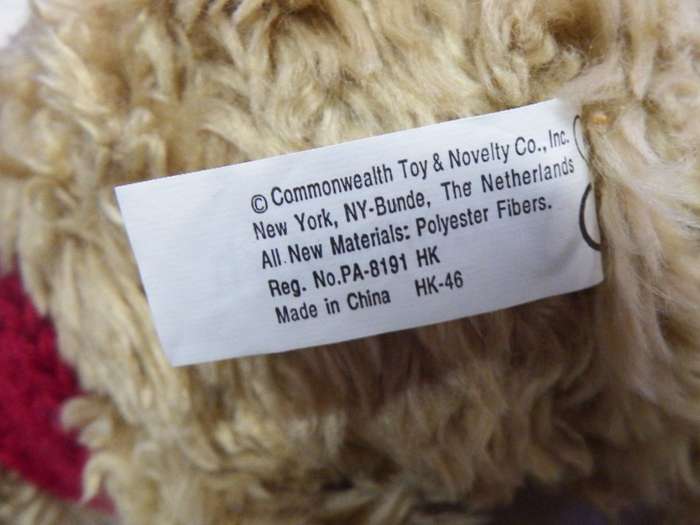 © Commonwealth Toy & Novelty Co., Inc.
New York, NY-Bunde, The Netherlands
All New Materials: Polyester Fibers.
Reg. No.PA-8191 HK
Made in China HK-46